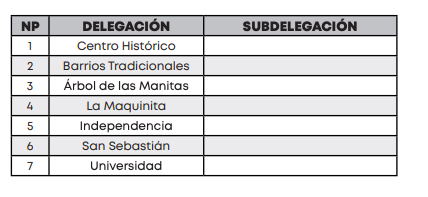 NP DELEGACIÓN SUBDELEGACIÓN
1 Centro Histórico
2 Barrios Tradicionales
3 Árbol de las Manitas
4 La Maquinita
5 Independencia
6 San Sebastián
7 Universidad